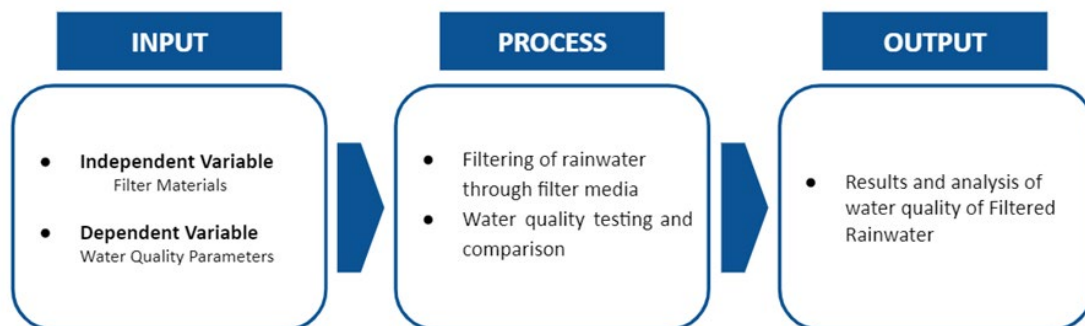 INPUT
PROCESS
OUTPUT
● Independent Variable
Filter Materials
● Dependent Variable
Water Quality Parameters
● Filtering of rainwater
through filter media
● Water quality testing and
comparison
● Results and analysis of
water quality of Filtered
Rainwater